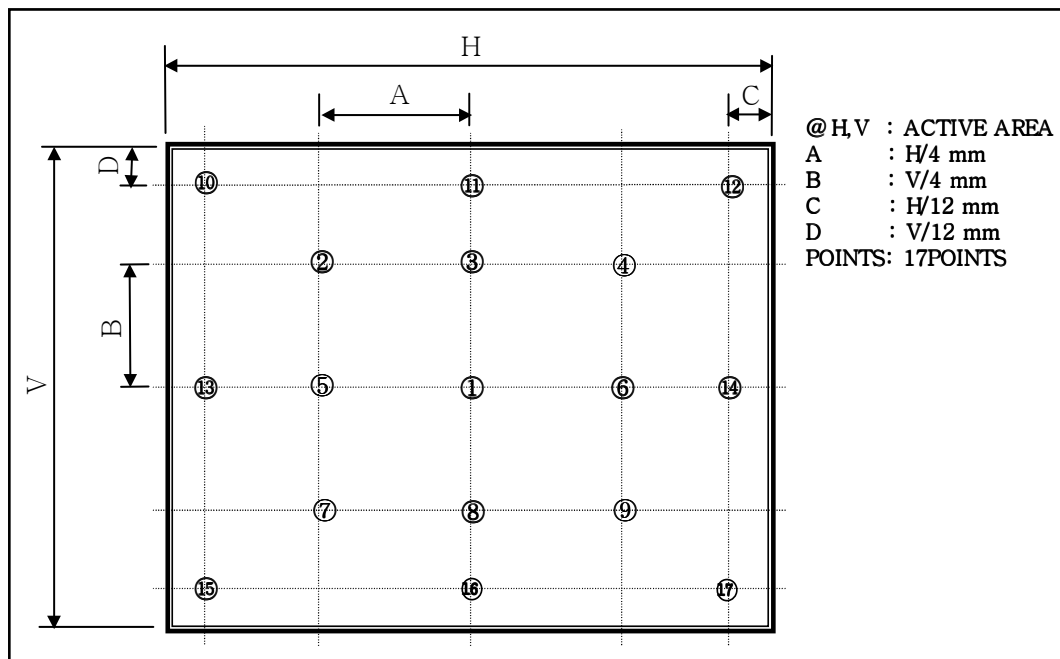 H
A
C
@ H,V : ACTIVE AREA
A : H/4 mm
B : V/4 mm
C : H/12 mm
D : V/12 mm
POINTS: 17POINTS
D
⑩ ⑪ ⑫
② ③ ④
B
V
⑬ ⑤ ① ⑥ ⑭
⑦ ⑧ ⑨
⑮ ⑯ ⑰